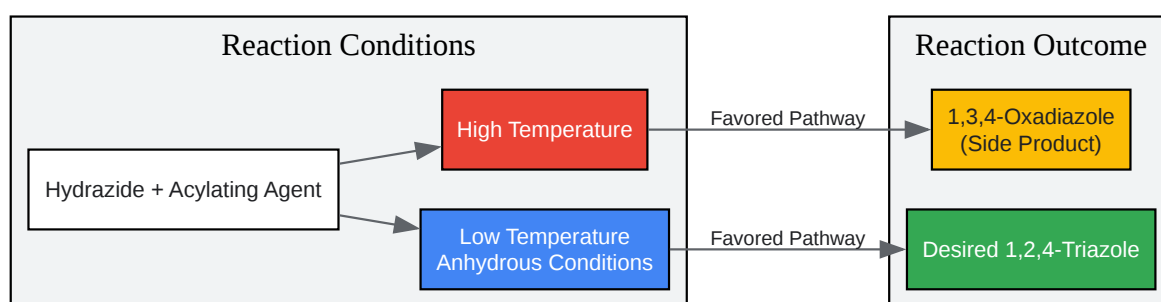 Reaction Conditions
Reaction Outcome
Hydrazide + Acylating Agent
High Temperature
Favored Pathway
1,3,4-Oxadiazole
(Side Product)
Low Temperature
Anhydrous Conditions
Favored Pathway
Desired 1,2,4-Triazole